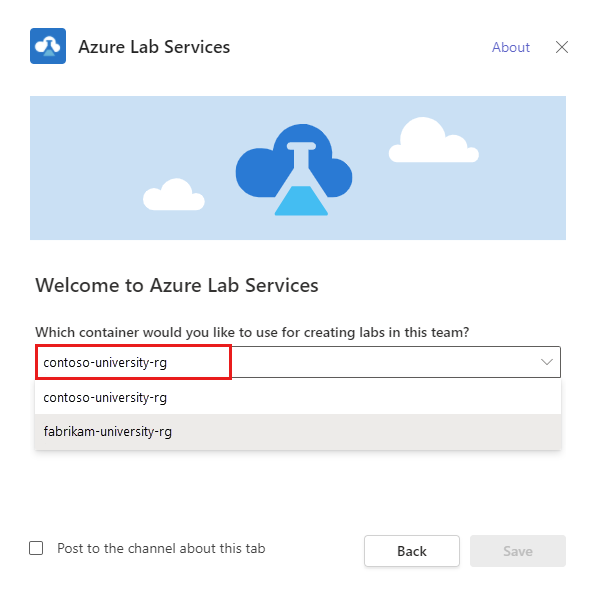 Azure Lab Services
About
Welcome to Azure Lab Services
Which container would you like to use for creating labs in this team?
contoso-university-rg
contoso-university-rg
fabrikam-university-rg
Post to the channel about this tab
Back
Save